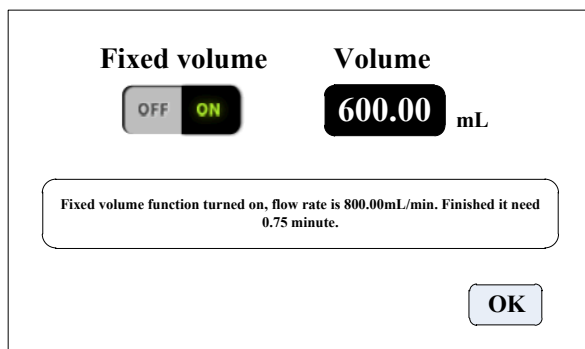 Fixed volume Volume
OFF ON 600.00 mL
Fixed volume function turned on, flow rate is 800.00mL/min. Finished it need
0.75 minute.
OK